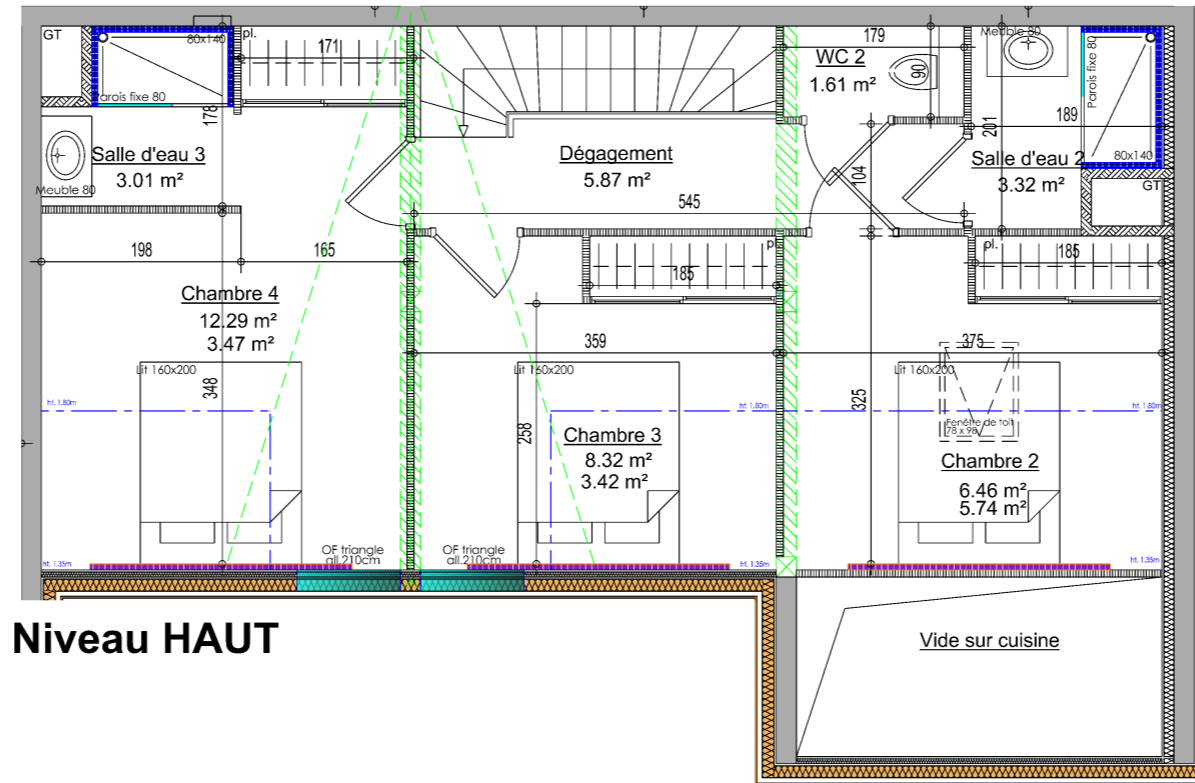 GT
80x140
pl.
171
179
WC 2
1.61 m²
90
Meuble 80
Parois fixe 80
Parois fixe 80
178
201
189
Salle d'eau 3
3.01 m²
Meuble 80
Dégagement
5.87 m²
104
Salle d'eau 2
3.32 m²
80x140
GT
545
198
165
pl.
185
pl.
185
Chambre 4
12.29 m²
3.47 m²
359
375
Lit 160x200
Lit 160x200
Lit 160x200
348
325
258
ht. 1.80m
ht. 1.80m
ht. 1.80m
Fenêtre de toit
78 x 98
Chambre 3
8.32 m²
3.42 m²
Chambre 2
6.46 m²
5.74 m²
OF triangle
all.210cm
OF triangle
all.210cm
ht. 1.35m
ht. 1.35m
ht. 1.35m
Niveau HAUT
Vide sur cuisine